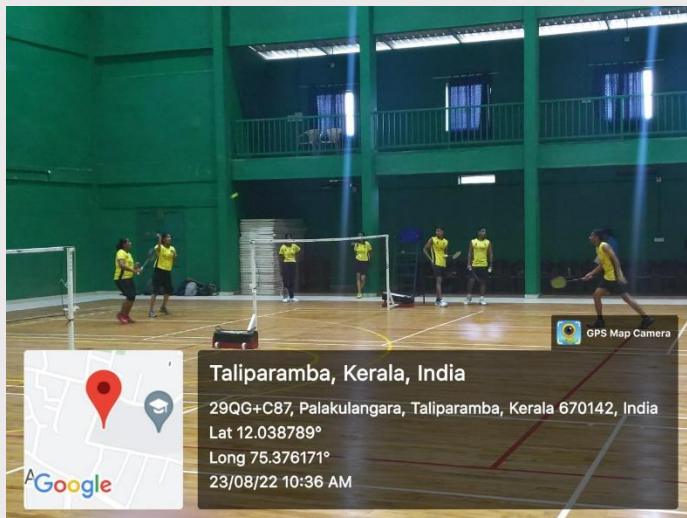 GPS Map Camera
Taliparamba, Kerala, India
29QG+C87, Palakulangara, Taliparamba, Kerala 670142, India
Lat 12.038789°
Long 75.376171°
23/08/22 10:36 AM
A
Google